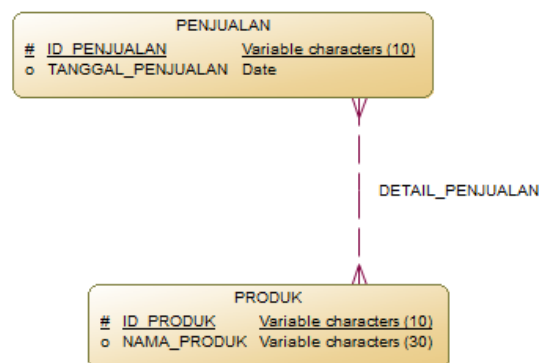 PENJUALAN
# ID_PENJUALAN Variable characters (10)
o TANGGAL_PENJUALAN Date
DETAIL_PENJUALAN
PRODUK
# ID_PRODUK Variable characters (10)
o NAMA_PRODUK Variable characters (30)